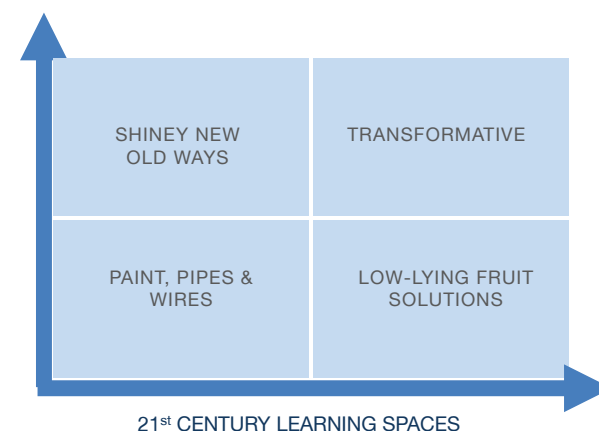 SHINEY NEW
OLD WAYS
TRANSFORMATIVE
PAINT, PIPES &
WIRES
LOW-LYING FRUIT
SOLUTIONS
21st CENTURY LEARNING SPACES